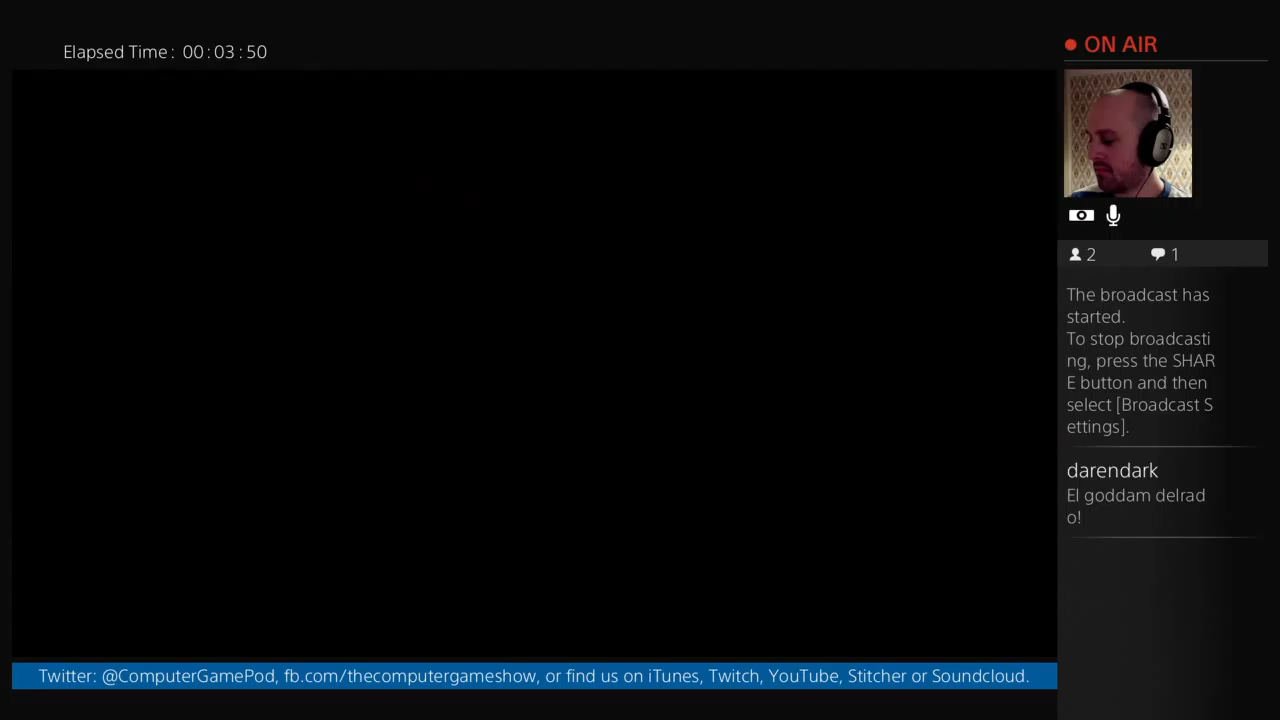 Elapsed Time: 00:03:50
ON AIR
2 1
The broadcast has
started.
To stop broadcasti
ng, press the SHAR
E button and then
select [Broadcast S
ettings].
darendark
El goddam delrad
o!
Twitter: @ComputerGamePod, fb.com/thecomputergameshow, or find us on iTunes, Twitch, YouTube, Stitcher or Soundcloud.